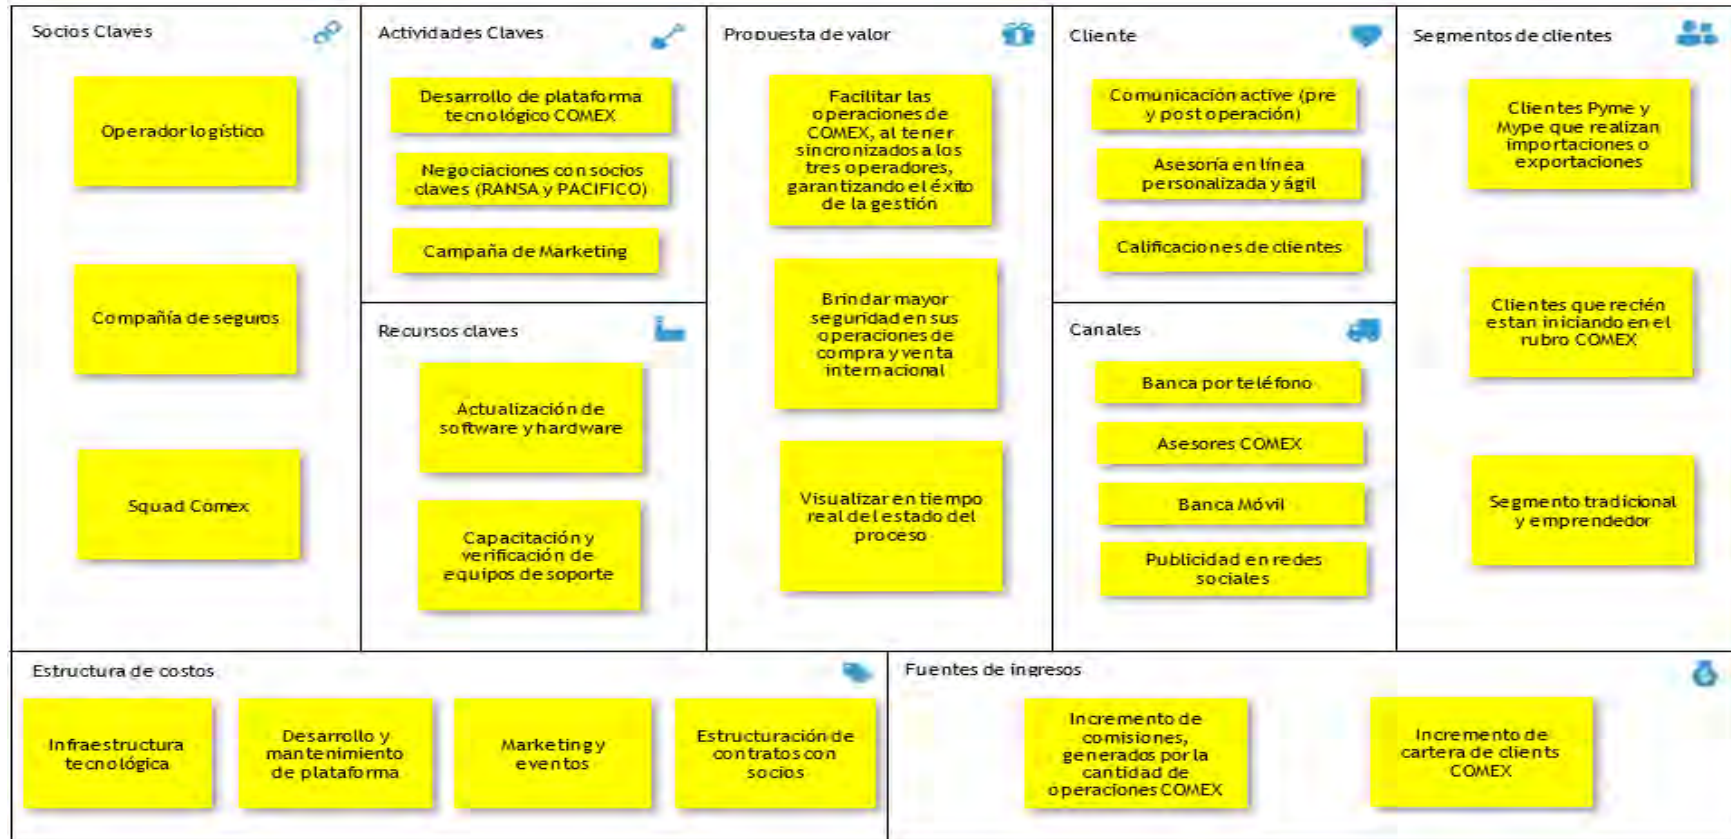 Socios Claves
Operador logístico
Compañía de seguros
Squad Comex
Actividades Claves
Desarrollo de plataforma
tecnológico COMEX
Negociaciones con socios
claves (RANSA y PACIFICO)
Campaña de Marketing
Recursos claves
Actualización de
software y hardware
Capacitación y
verificación de
equipos de soporte
Propuesta de valor
Facilitar las
operaciones de
COMEX, al tener
sincronizados a los
tres operadores,
garantizando el éxito
de la gestión
Brindar mayor
seguridad en sus
operaciones de
compra y venta
internacional
Visualizar en tiempo
real del estado del
proceso
Cliente
Comunicación active (pre
y post operación)
Asesoría en línea
personalizada y ágil
Calificaciones de clientes
Canales
Banca por teléfono
Asesores COMEX
Banca Móvil
Publicidad en redes
sociales
Segmentos de clientes
Clientes Pyme y
Mype que realizan
importaciones o
exportaciones
Clientes que recién
estan iniciando en el
rubro COMEX
Segmento tradicional
y emprendedor
Estructura de costos
Infraestructura
tecnológica
Desarrollo y
mantenimiento
de plataforma
Marketing y
eventos
Estructuración de
contratos con
socios
Fuentes de ingresos
Incremento de
comisiones,
generados por la
cantidad de
operaciones COMEX
Incremento de
cartera de clients
COMEX